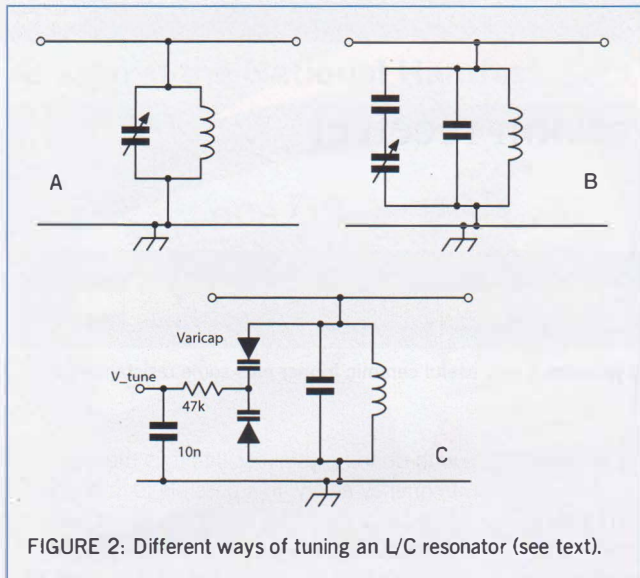 A
B
Varicap
V_tune
47k
10n
C
FIGURE 2: Different ways of tuning an L/C resonator (see text).